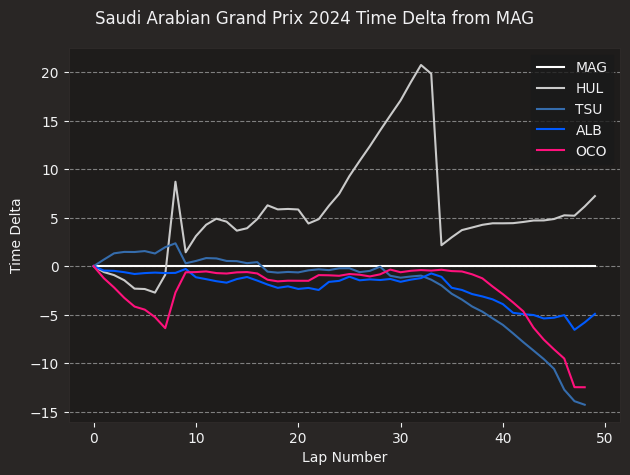 Saudi Arabian Grand Prix 2024 Time Delta from MAG
MAG
HUL
TSU
ALB
OCO
20
15
10
5
0
−5
−10
−15
Time Delta
0 10 20 30 40 50
Lap Number